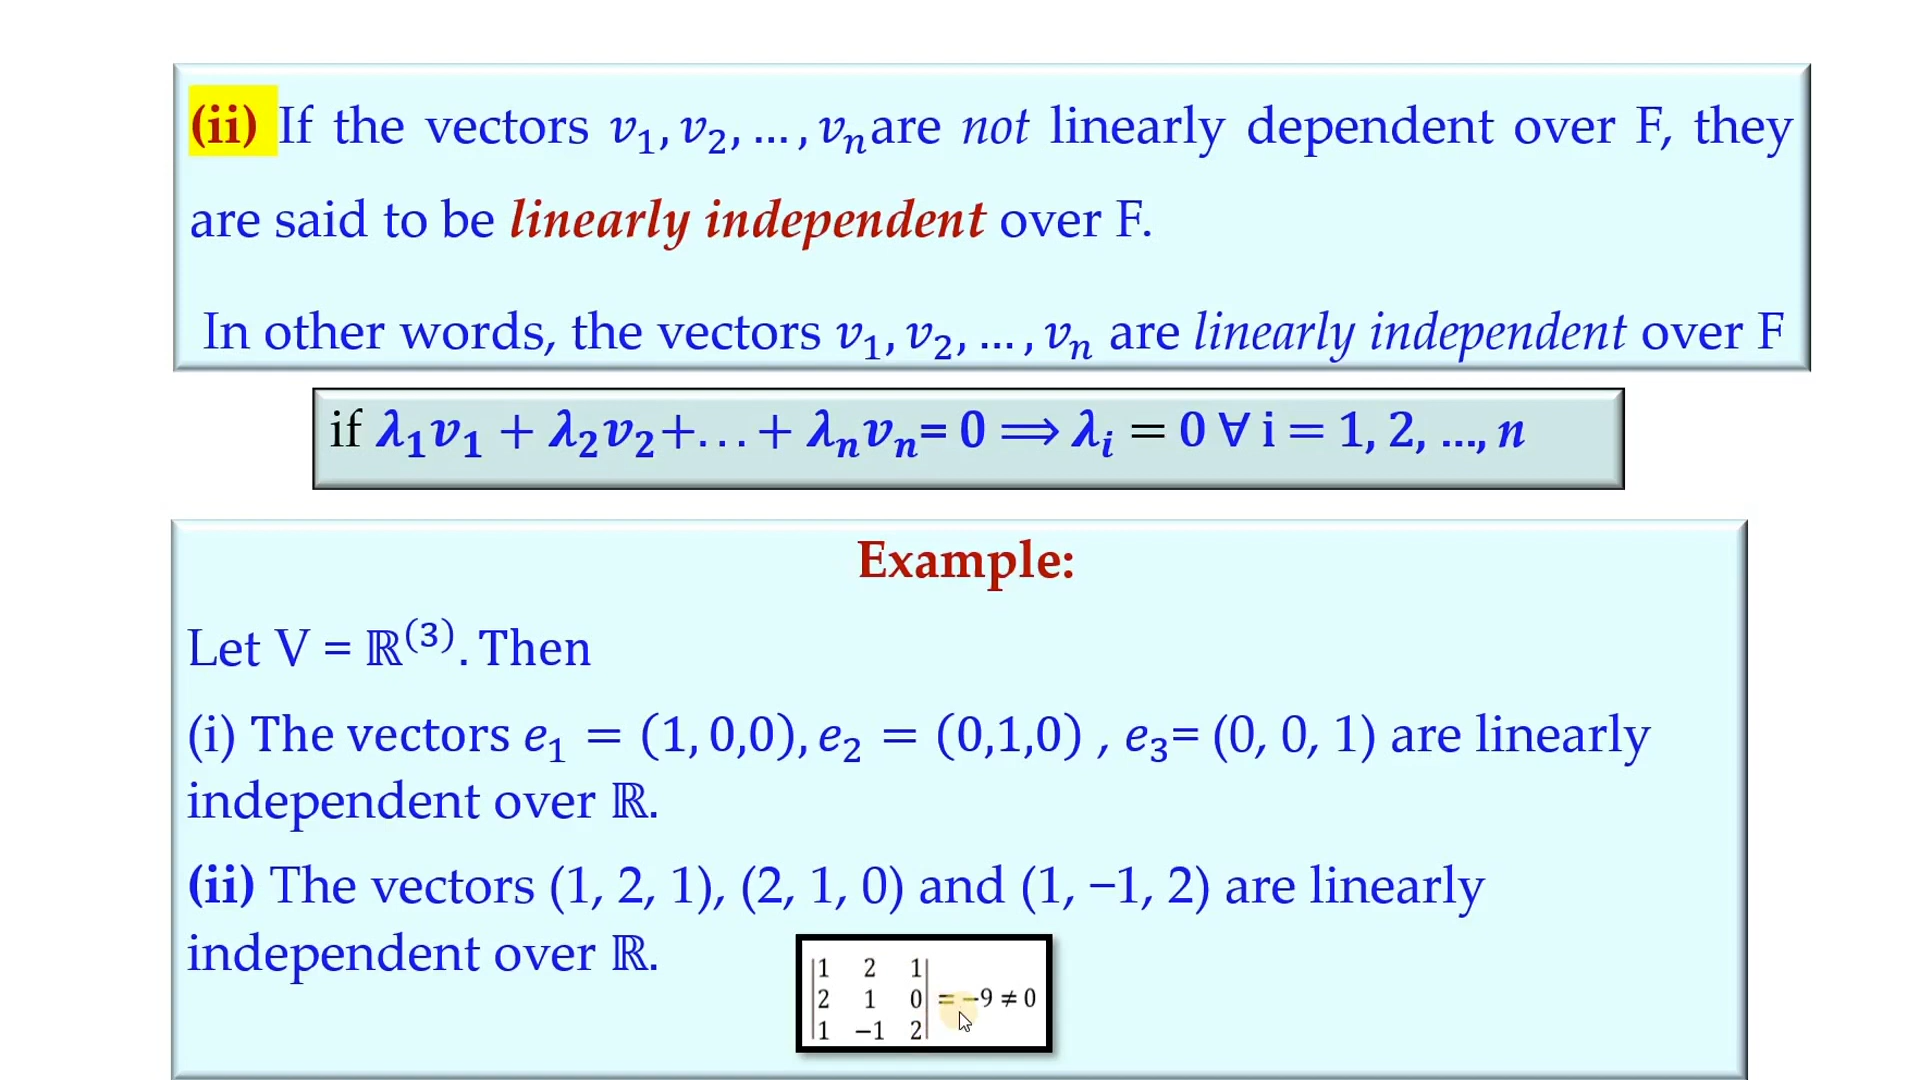 (ii) If the vectors 𝑣₁, 𝑣₂, … , 𝑣ₙare not linearly dependent over F, they
are said to be linearly independent over F.
In other words, the vectors 𝑣₁, 𝑣₂, … , 𝑣ₙ are linearly independent over F
if 𝝀₁𝒗₁ + 𝝀₂𝒗₂+. . . + 𝝀ₙ𝒗ₙ= 0 ⟹ 𝝀ᵢ = 0 ∀ i = 1, 2, ..., n
Example:
Let V = ℝ⁽³⁾. Then
(i) The vectors e₁ = (1, 0,0), e₂ = (0,1,0) , e₃= (0, 0, 1) are linearly
independent over ℝ.
(ii) The vectors (1, 2, 1), (2, 1, 0) and (1, −1, 2) are linearly
independent over ℝ.
|1 2 1|
|2 1 0| = −9 ≠ 0
|1 −1 2|